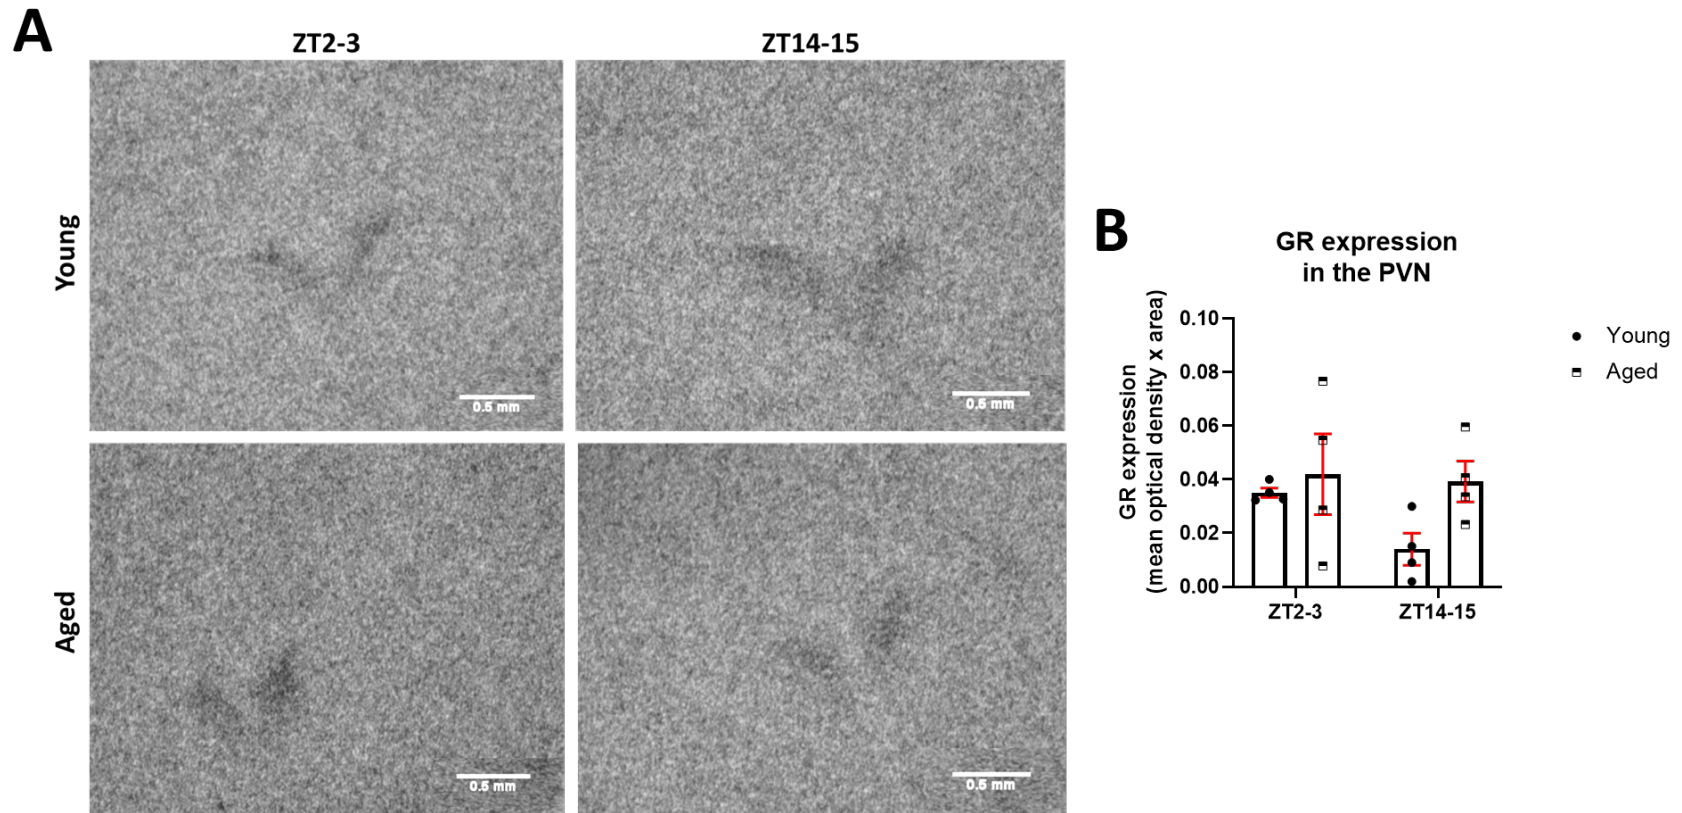 A
ZT2-3
ZT14-15
Young
0.5 mm
0.5 mm
Aged
0.5 mm
0.5 mm
B
GR expression
in the PVN
GR expression
(mean optical density x area)
0.10
0.08
0.06
0.04
0.02
0.00
ZT2-3
ZT14-15
Young
Aged